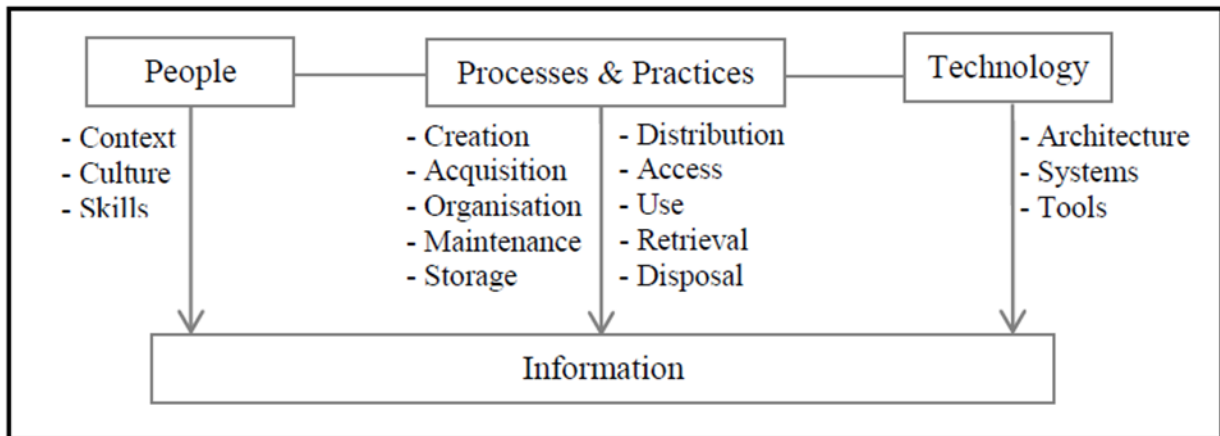 People
Processes & Practices
Technology
- Context
- Culture
- Skills
- Creation
- Acquisition
- Organisation
- Maintenance
- Storage
- Distribution
- Access
- Use
- Retrieval
- Disposal
- Architecture
- Systems
- Tools
Information